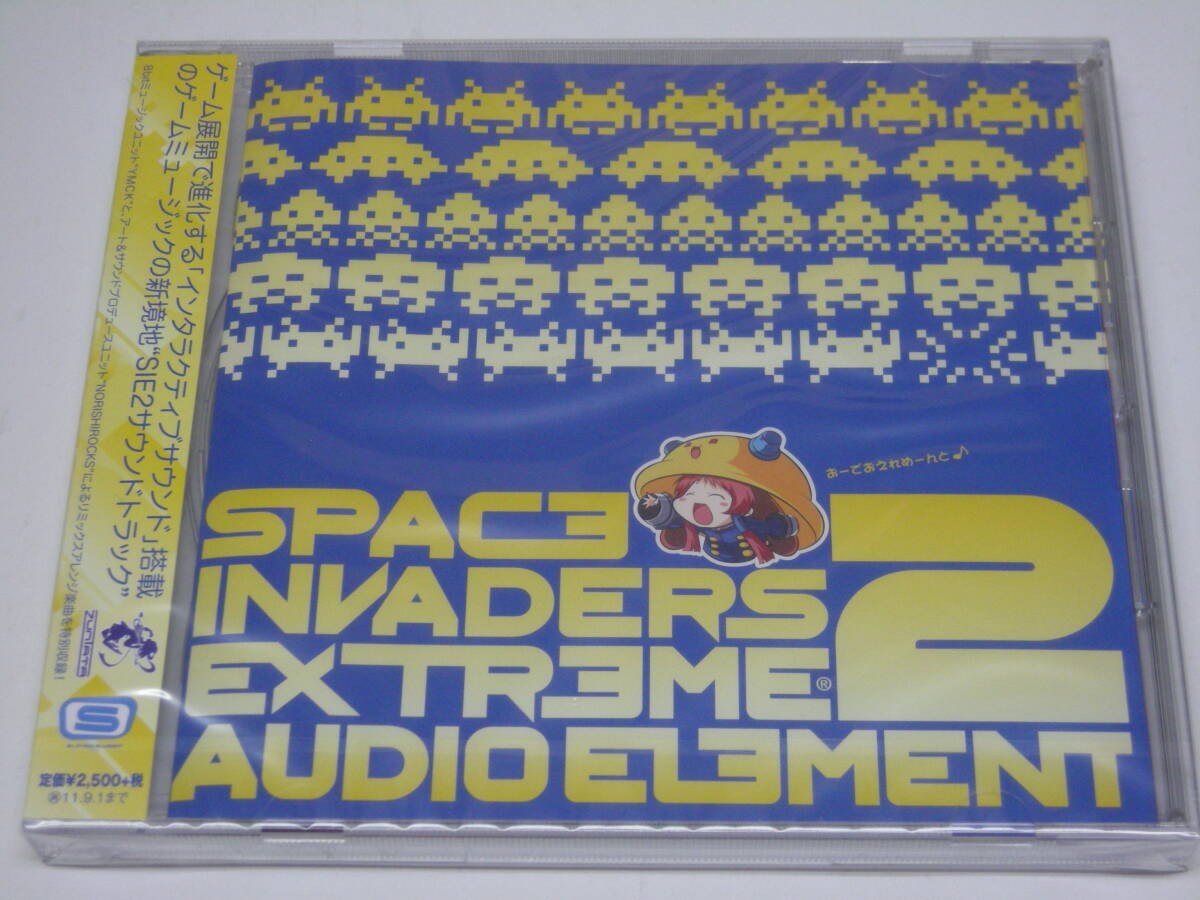 ゲーム展開で進化する「インタラクティブサウンド」搭載
のゲームミュージックの新境地“SIE2サウンドトラック”
8bitミュージックユニット"YMCK"と、アート&サウンドプロデュースユニット"NORISHIROCKS"によるリミックスアレンジ楽曲を特別収録!
ZUNTATA
定価¥2,500+税
11.9.1まで
おーでぃおえれめーんと♪
SPACE
INVADERS
EXTREME®
2
AUDIO ELEMENT